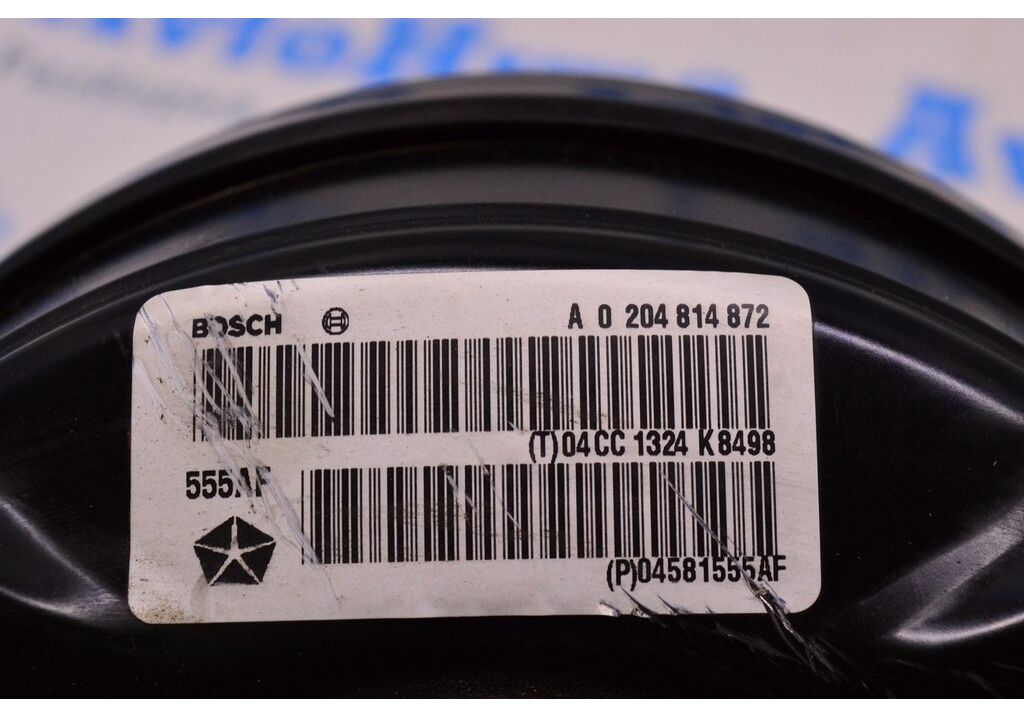 BOSCH A 0 204 814 872
(T)04CC 1324 K8498
555AF
(P)04581555AF